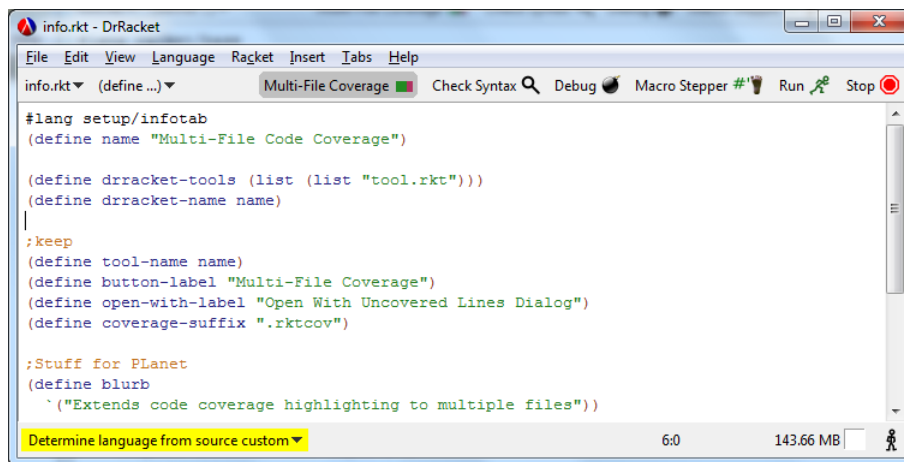 info.rkt - DrRacket
File Edit View Language Racket Insert Tabs Help
info.rkt (define ...) Multi-File Coverage Check Syntax Debug Macro Stepper #' Run Stop
#lang setup/infotab
(define name "Multi-File Code Coverage")
(define drracket-tools (list (list "tool.rkt")))
(define drracket-name name)
;keep
(define tool-name name)
(define button-label "Multi-File Coverage")
(define open-with-label "Open With Uncovered Lines Dialog")
(define coverage-suffix ".rktcov")
;Stuff for PLanet
(define blurb
`("Extends code coverage highlighting to multiple files"))
Determine language from source custom 6:0 143.66 MB